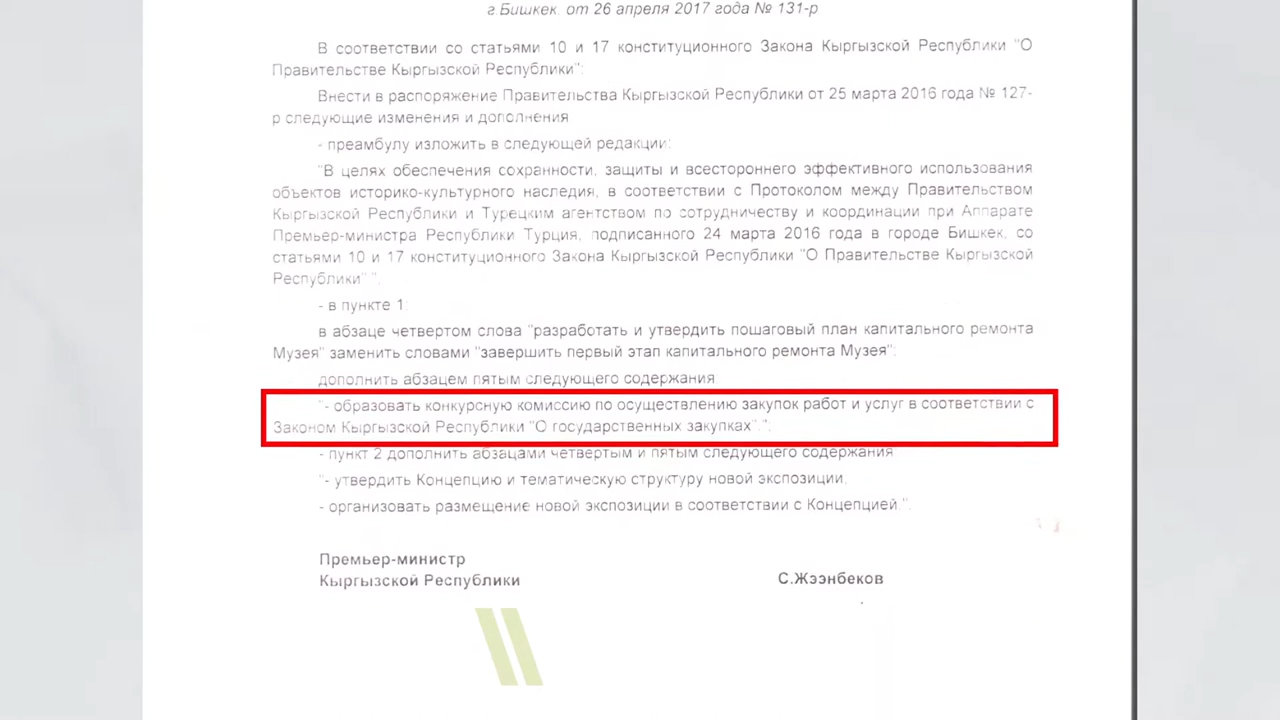 г.Бишкек. от 26 апреля 2017 года № 131-р
В соответствии со статьями 10 и 17 конституционного Закона Кыргызской Республики "О
Правительстве Кыргызской Республики":
Внести в распоряжение Правительства Кыргызской Республики от 25 марта 2016 года № 127-
р следующие изменения и дополнения
- преамбулу изложить в следующей редакции:
"В целях обеспечения сохранности, защиты и всестороннего эффективного использования
объектов историко-культурного наследия, в соответствии с Протоколом между Правительством
Кыргызской Республики и Турецким агентством по сотрудничеству и координации при Аппарате
Премьер-министра Республики Турция, подписанного 24 марта 2016 года в городе Бишкек, со
статьями 10 и 17 конституционного Закона Кыргызской Республики "О Правительстве Кыргызской
Республики" ".
- в пункте 1:
в абзаце четвертом слова "разработать и утвердить пошаговый план капитального ремонта
Музея" заменить словами "завершить первый этап капитального ремонта Музея":
дополнить абзацем пятым следующего содержания
"- образовать конкурсную комиссию по осуществлению закупок работ и услуг в соответствии с
Законом Кыргызской Республики "О государственных закупках".":
- пункт 2 дополнить абзацами четвертым и пятым следующего содержания
"- утвердить Концепцию и тематическую структуру новой экспозиции,
- организовать размещение новой экспозиции в соответствии с Концепцией.".
Премьер-министр
Кыргызской Республики
С.Жээнбеков